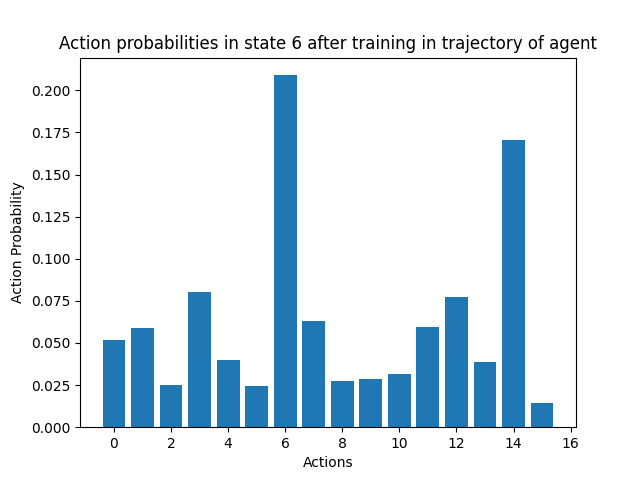 Action probabilities in state 6 after training in trajectory of agent
0.200
0.175
0.150
0.125
0.100
0.075
0.050
0.025
0.000
Action Probability
0 2 4 6 8 10 12 14 16
Actions